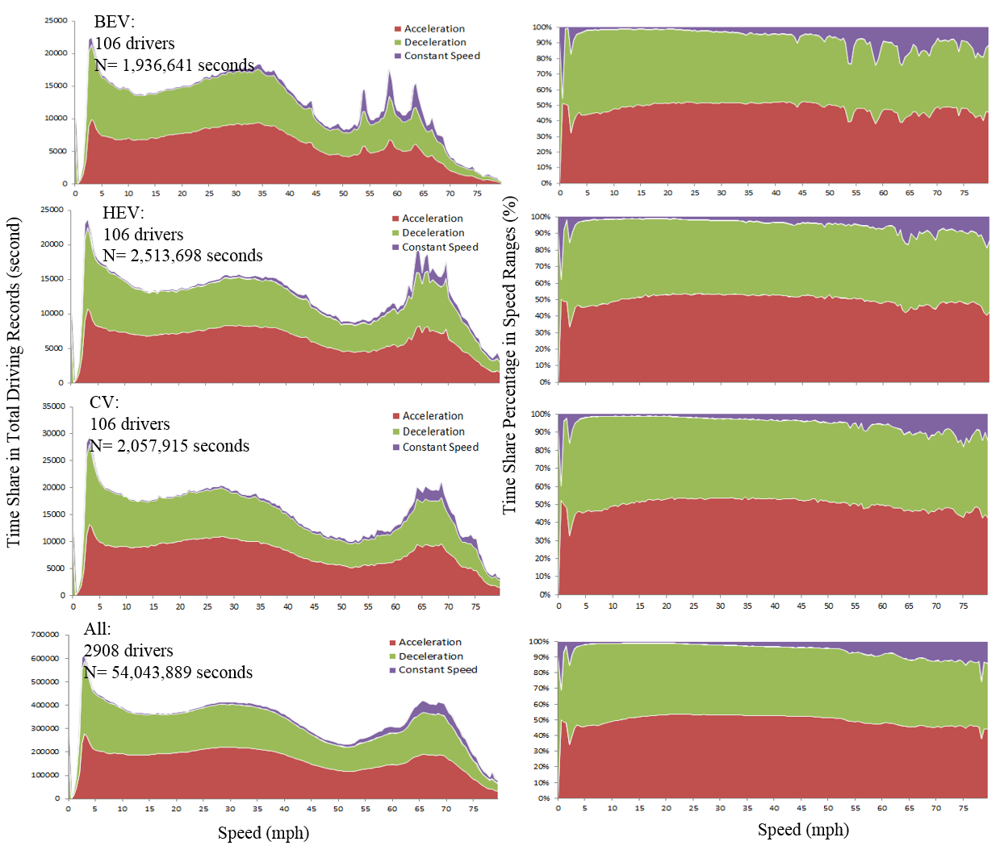 Time Share in Total Driving Records (second)
BEV:
106 drivers
N= 1,936,641 seconds
Acceleration
Deceleration
Constant Speed
25000
20000
15000
10000
5000
0
0 5 10 15 20 25 30 35 40 45 50 55 60 65 70 75
HEV:
106 drivers
N= 2,513,698 seconds
Acceleration
Deceleration
Constant Speed
25000
20000
15000
10000
5000
0
0 5 10 15 20 25 30 35 40 45 50 55 60 65 70 75
CV:
106 drivers
N= 2,057,915 seconds
Acceleration
Deceleration
Constant Speed
35000
30000
25000
20000
15000
10000
5000
0
0 5 10 15 20 25 30 35 40 45 50 55 60 65 70 75
All:
2908 drivers
N= 54,043,889 seconds
Acceleration
Deceleration
Constant Speed
700000
600000
500000
400000
300000
200000
100000
0
0 5 10 15 20 25 30 35 40 45 50 55 60 65 70 75
Speed (mph)
Time Share Percentage in Speed Ranges (%)
100%
90%
80%
70%
60%
50%
40%
30%
20%
10%
0%
0 5 10 15 20 25 30 35 40 45 50 55 60 65 70 75
100%
90%
80%
70%
60%
50%
40%
30%
20%
10%
0%
0 5 10 15 20 25 30 35 40 45 50 55 60 65 70 75
100%
90%
80%
70%
60%
50%
40%
30%
20%
10%
0%
0 5 10 15 20 25 30 35 40 45 50 55 60 65 70 75
100%
90%
80%
70%
60%
50%
40%
30%
20%
10%
0%
0 5 10 15 20 25 30 35 40 45 50 55 60 65 70 75
Speed (mph)